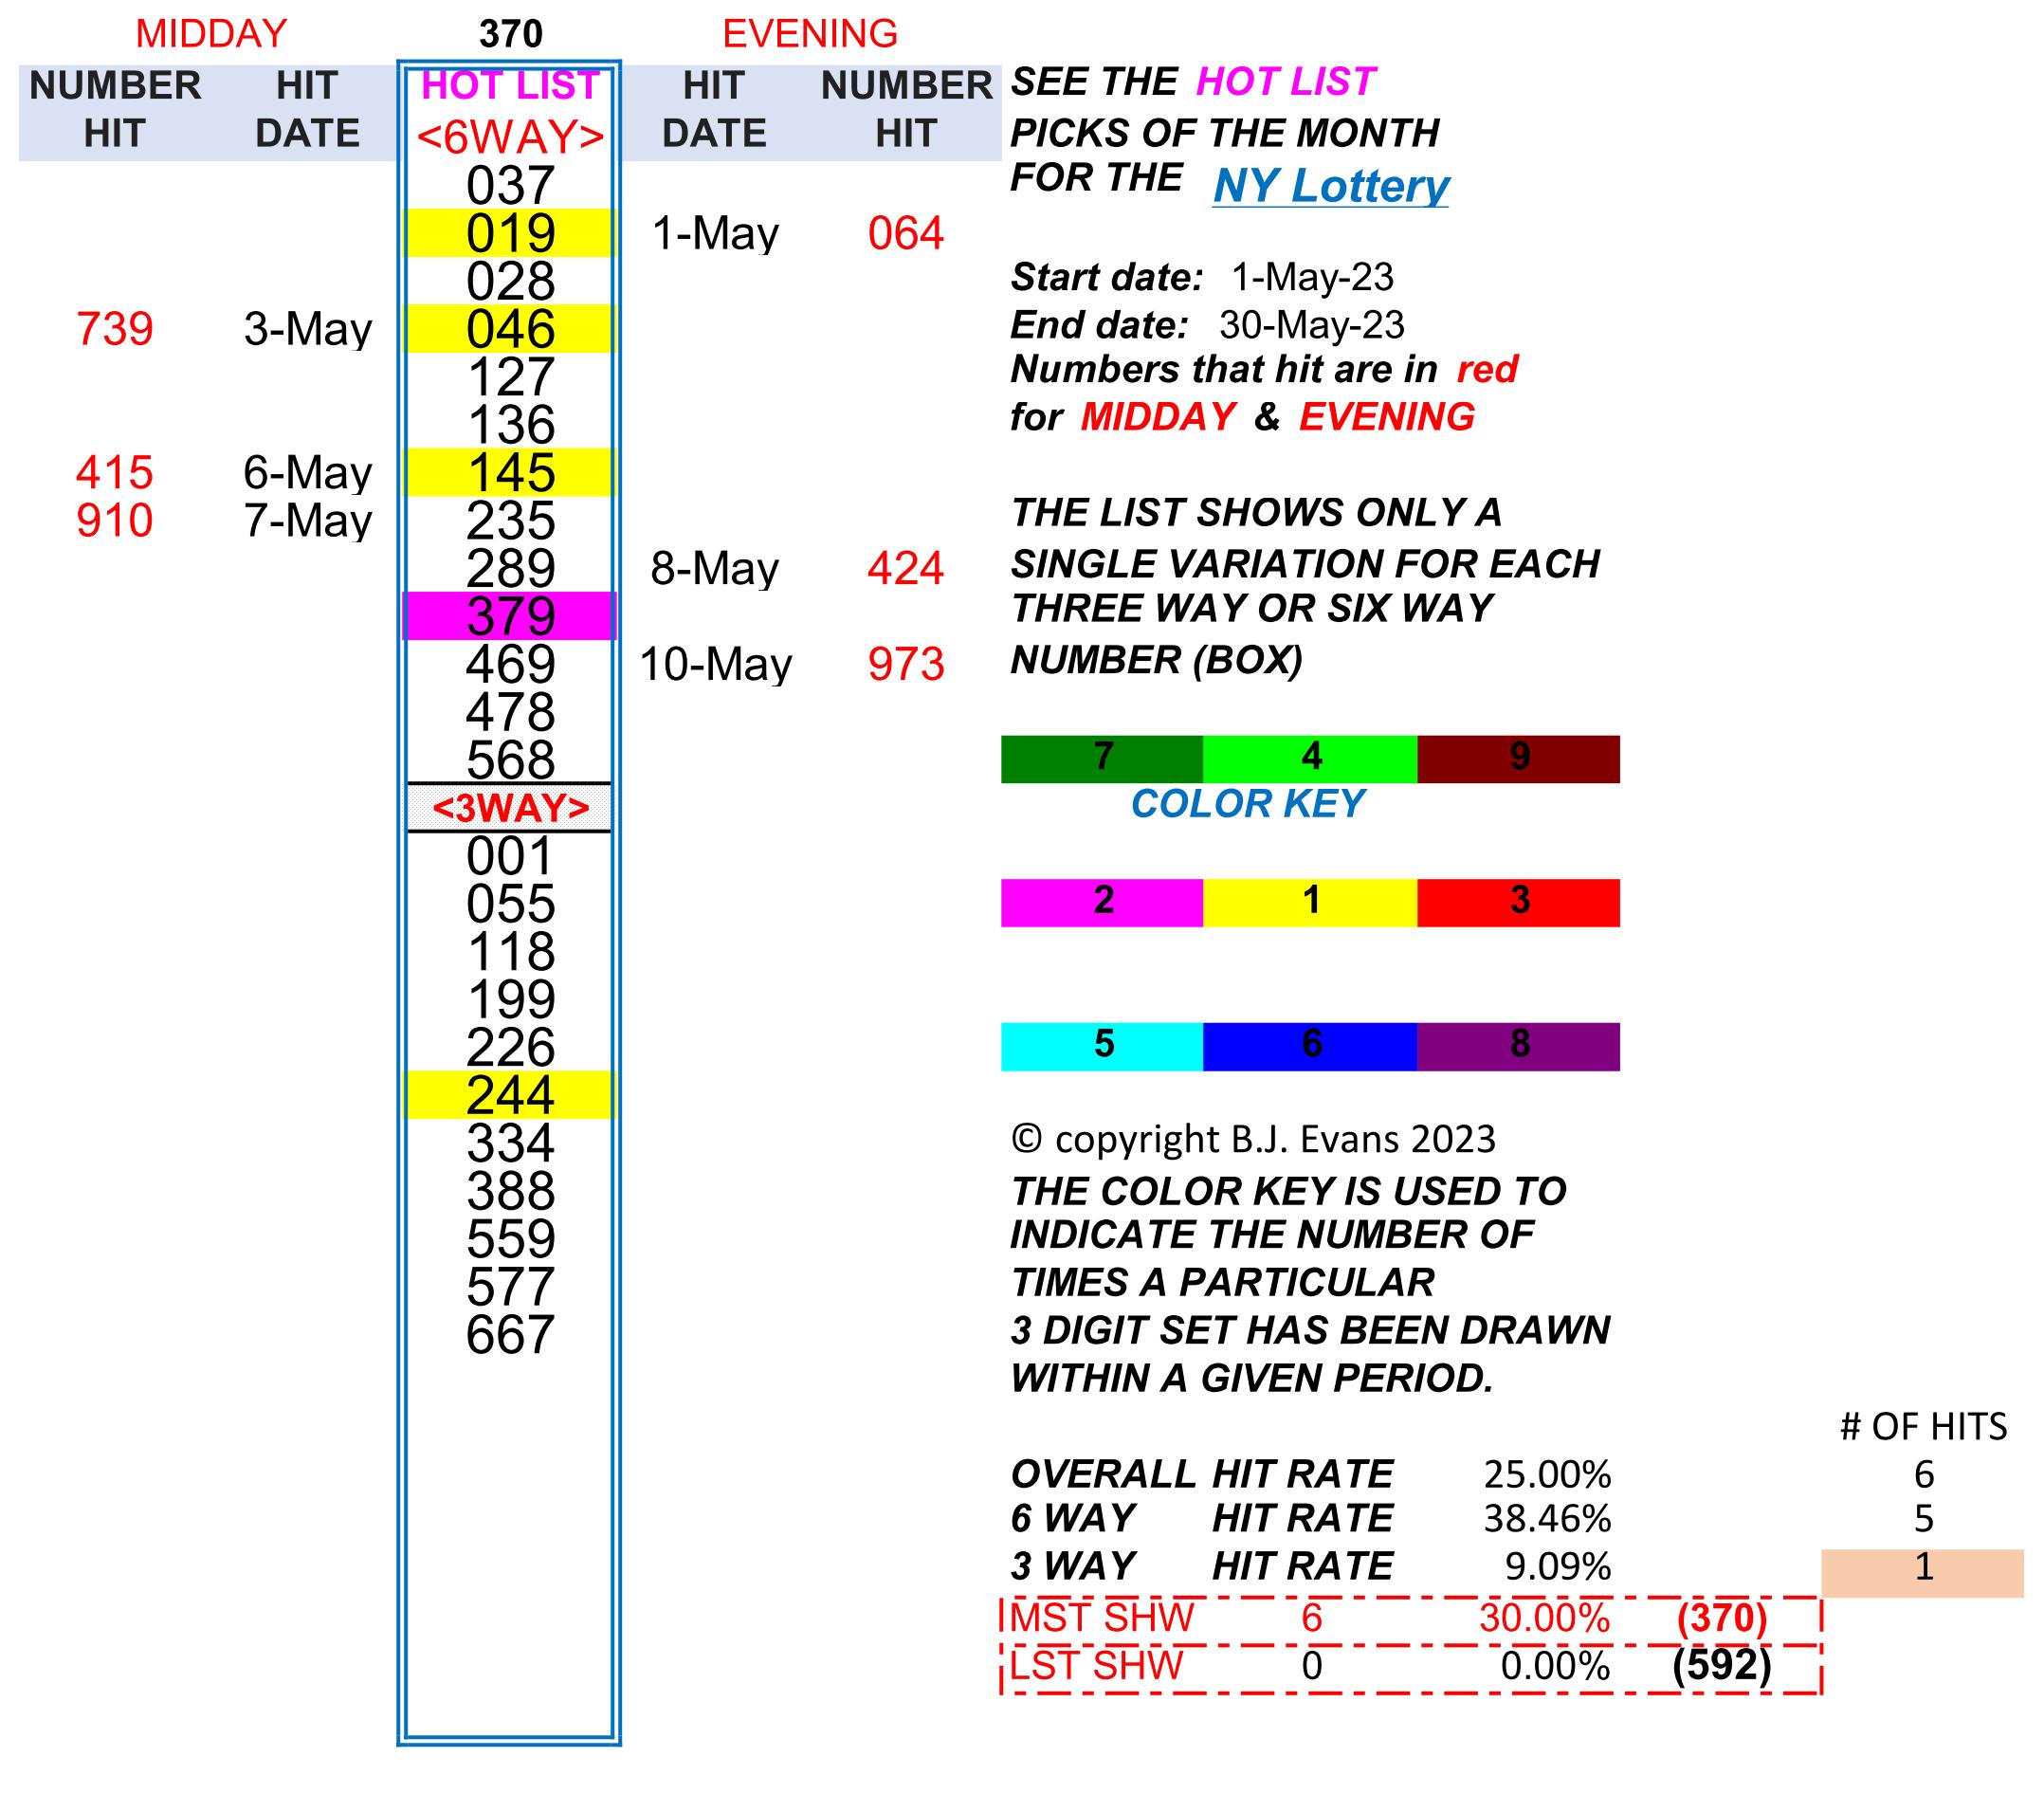 MIDDAY 370 EVENING
NUMBER HIT HOT LIST HIT NUMBER
HIT DATE <6WAY> DATE HIT
037
019 1-May 064
028
739 3-May 046
127
136
415 6-May 145
910 7-May 235
289 8-May 424
379
469 10-May 973
478
568
<3WAY>
001
055
118
199
226
244
334
388
559
577
667
SEE THE HOT LIST
PICKS OF THE MONTH
FOR THE NY Lottery
Start date: 1-May-23
End date: 30-May-23
Numbers that hit are in red
for MIDDAY & EVENING
THE LIST SHOWS ONLY A
SINGLE VARIATION FOR EACH
THREE WAY OR SIX WAY
NUMBER (BOX)
7 4 9
COLOR KEY
2 1 3
5 6 8
© copyright B.J. Evans 2023
THE COLOR KEY IS USED TO
INDICATE THE NUMBER OF
TIMES A PARTICULAR
3 DIGIT SET HAS BEEN DRAWN
WITHIN A GIVEN PERIOD.
# OF HITS
OVERALL HIT RATE 25.00% 6
6 WAY HIT RATE 38.46% 5
3 WAY HIT RATE 9.09% 1
MST SHW 6 30.00% (370)
LST SHW 0 0.00% (592)